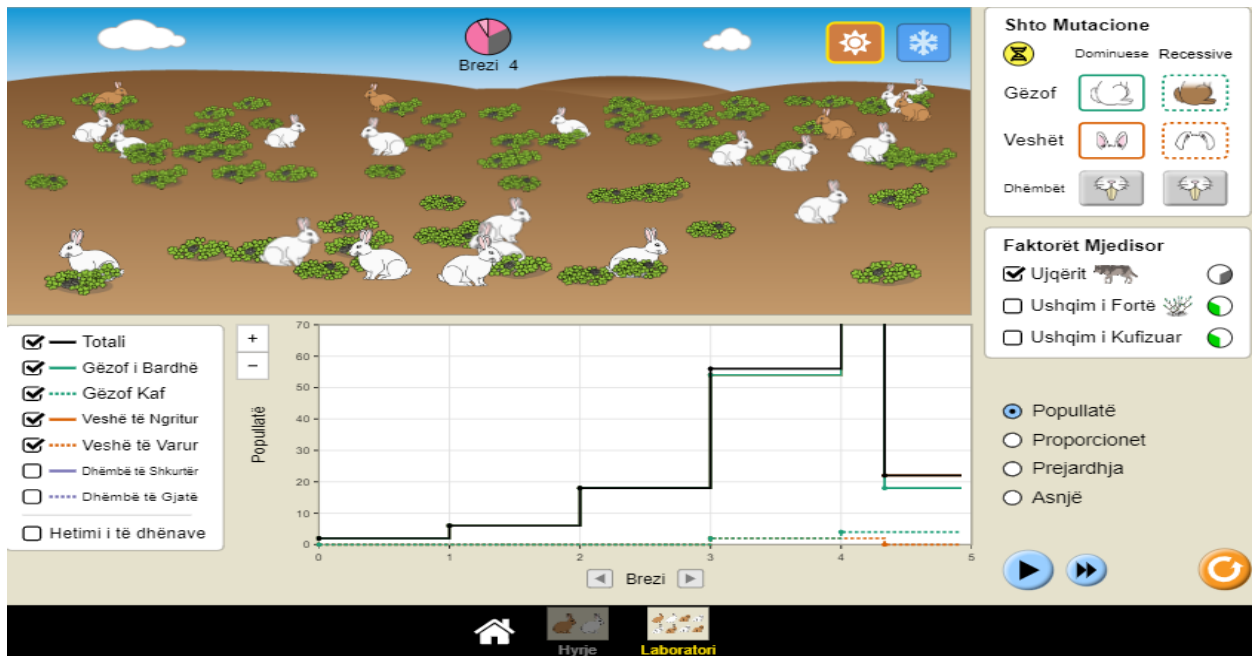 Brezi 4
Shto Mutacione
Dominuese Recessive
Gëzof
Veshët
Dhëmbët
Faktorët Mjedisor
Ujqërit
Ushqim i Fortë
Ushqim i Kufizuar
Totali
Gëzof i Bardhë
Gëzof Kaf
Veshë të Ngritur
Veshë të Varur
Dhëmbë të Shkurtër
Dhëmbë të Gjatë
Hetimi i të dhënave
+
−
Popullatë
70
60
50
40
30
20
10
0
0 1 2 3 4 5
Brezi
Popullatë
Proporcionet
Prejardhja
Asnjë
Hyrje
Laboratori